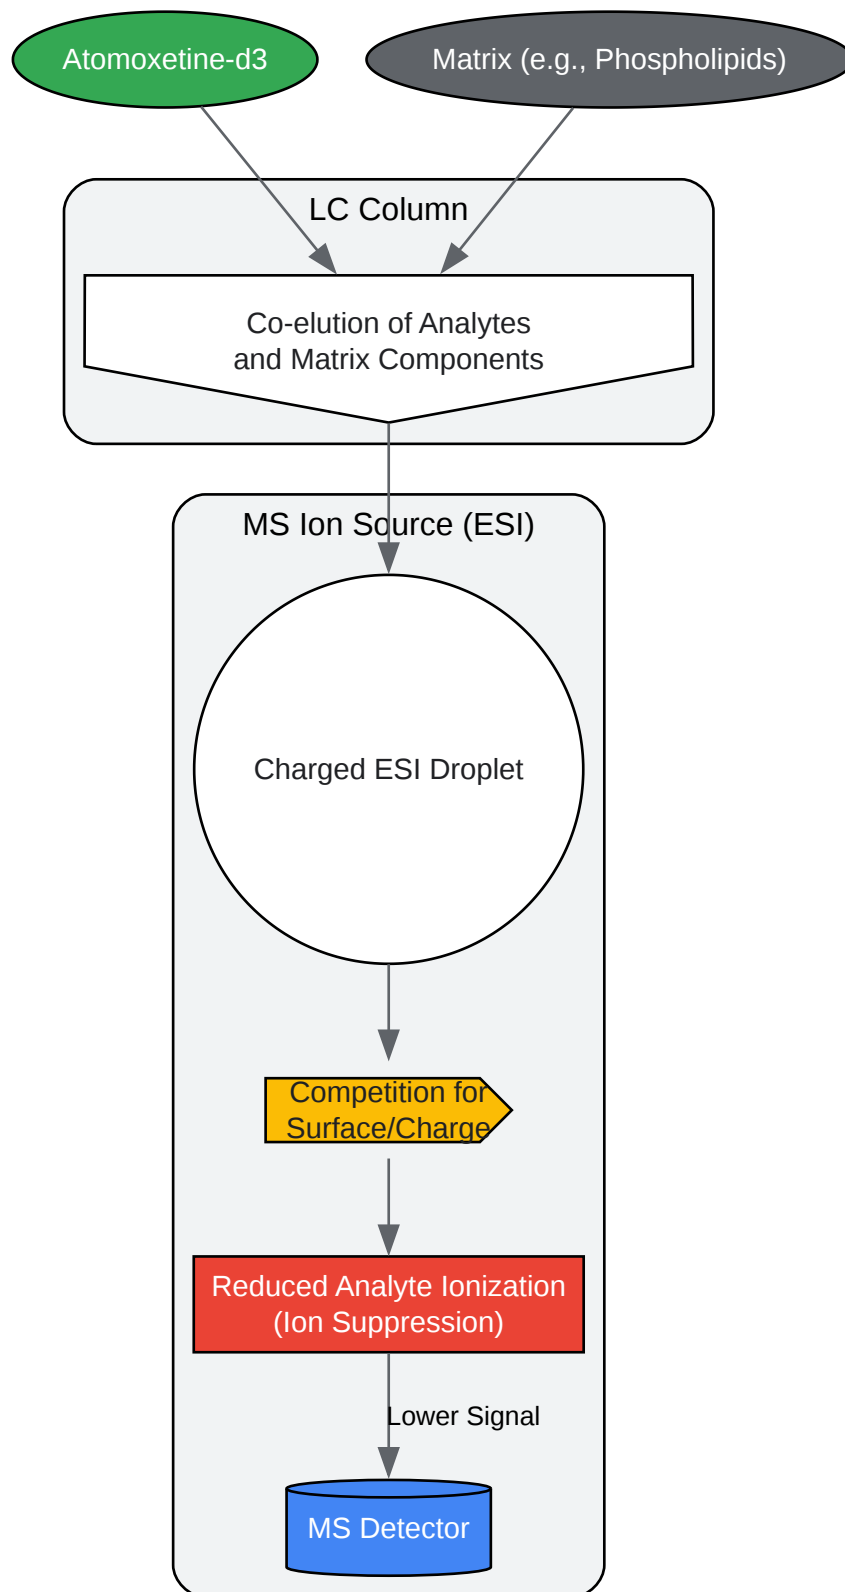 Atomoxetine-d3
Matrix (e.g., Phospholipids)
LC Column
Co-elution of Analytes
and Matrix Components
MS Ion Source (ESI)
Charged ESI Droplet
Competition for
Surface/Charge
Reduced Analyte Ionization
(Ion Suppression)
Lower Signal
MS Detector